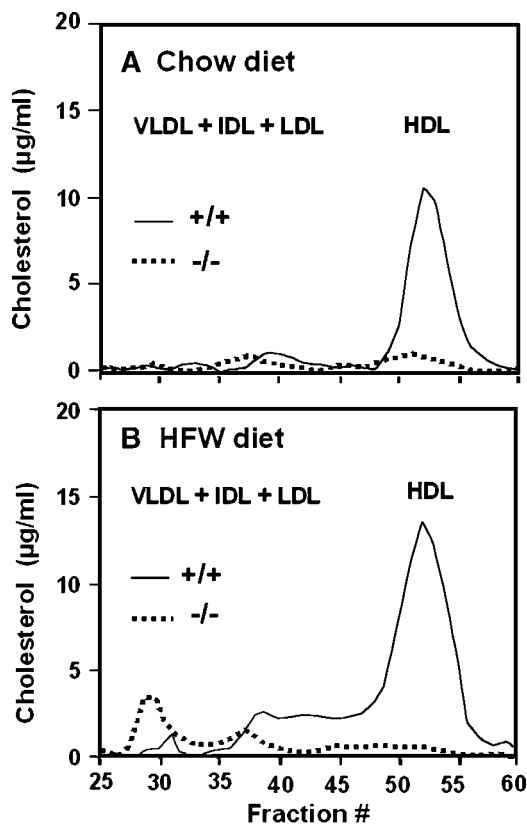 20
A Chow diet
15
VLDL + IDL + LDL HDL
10
+/+
-/-
5
0
Cholesterol (µg/ml)
20
B HFW diet
15
VLDL + IDL + LDL HDL
10
+/+
-/-
5
0
Cholesterol (µg/ml)
25 30 35 40 45 50 55 60
Fraction #